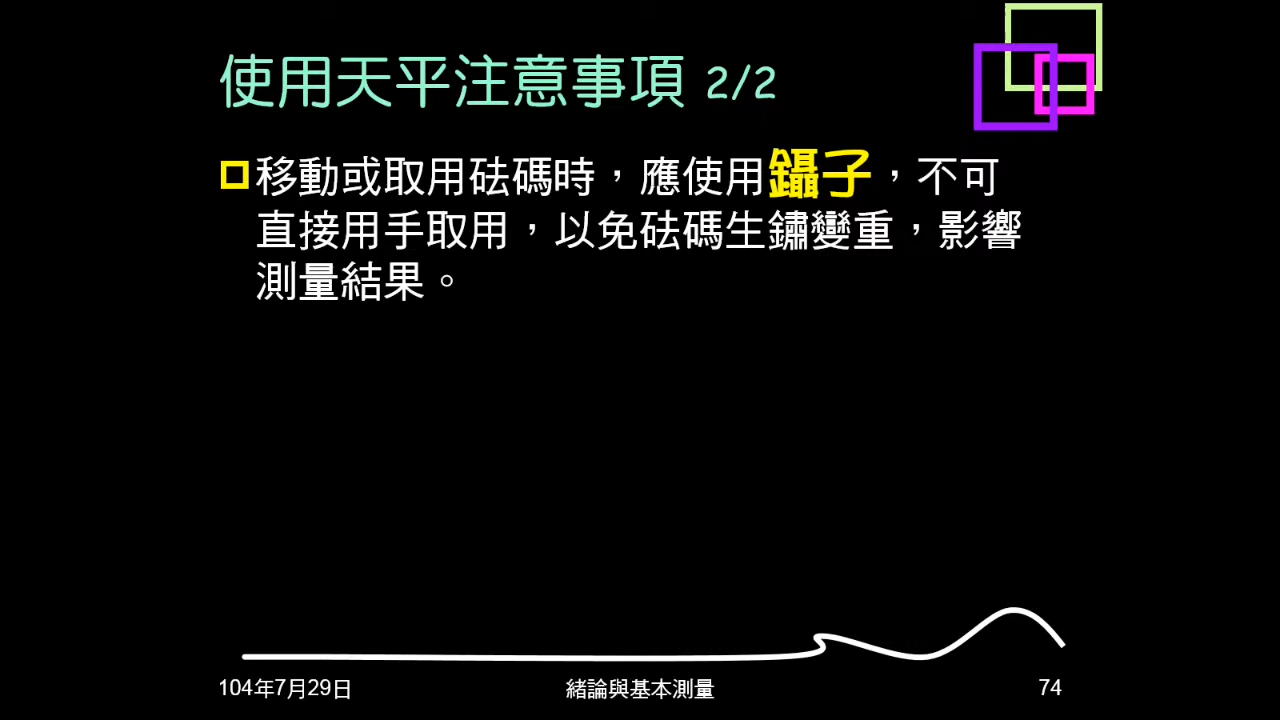 使用天平注意事項 2/2
移動或取用砝碼時，應使用鑷子，不可
直接用手取用，以免砝碼生鏽變重，影響
測量結果。
104年7月29日
緒論與基本測量
74